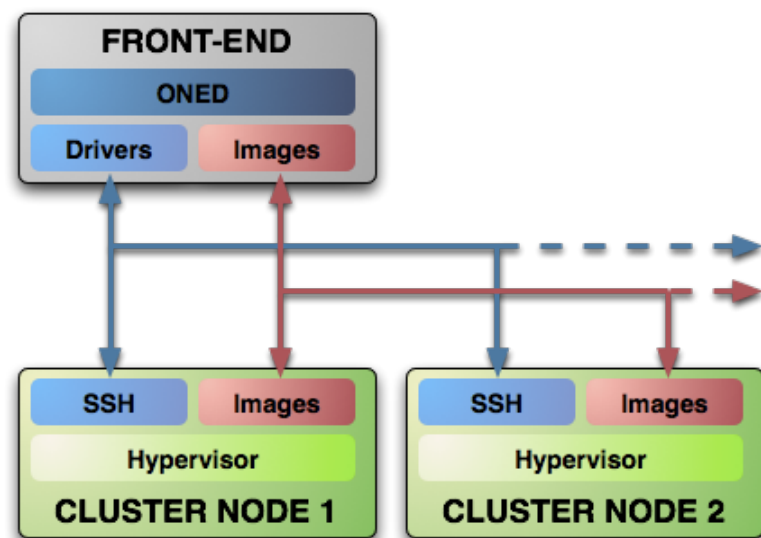 FRONT-END
ONED
Drivers Images
SSH Images
Hypervisor
CLUSTER NODE 1
SSH Images
Hypervisor
CLUSTER NODE 2